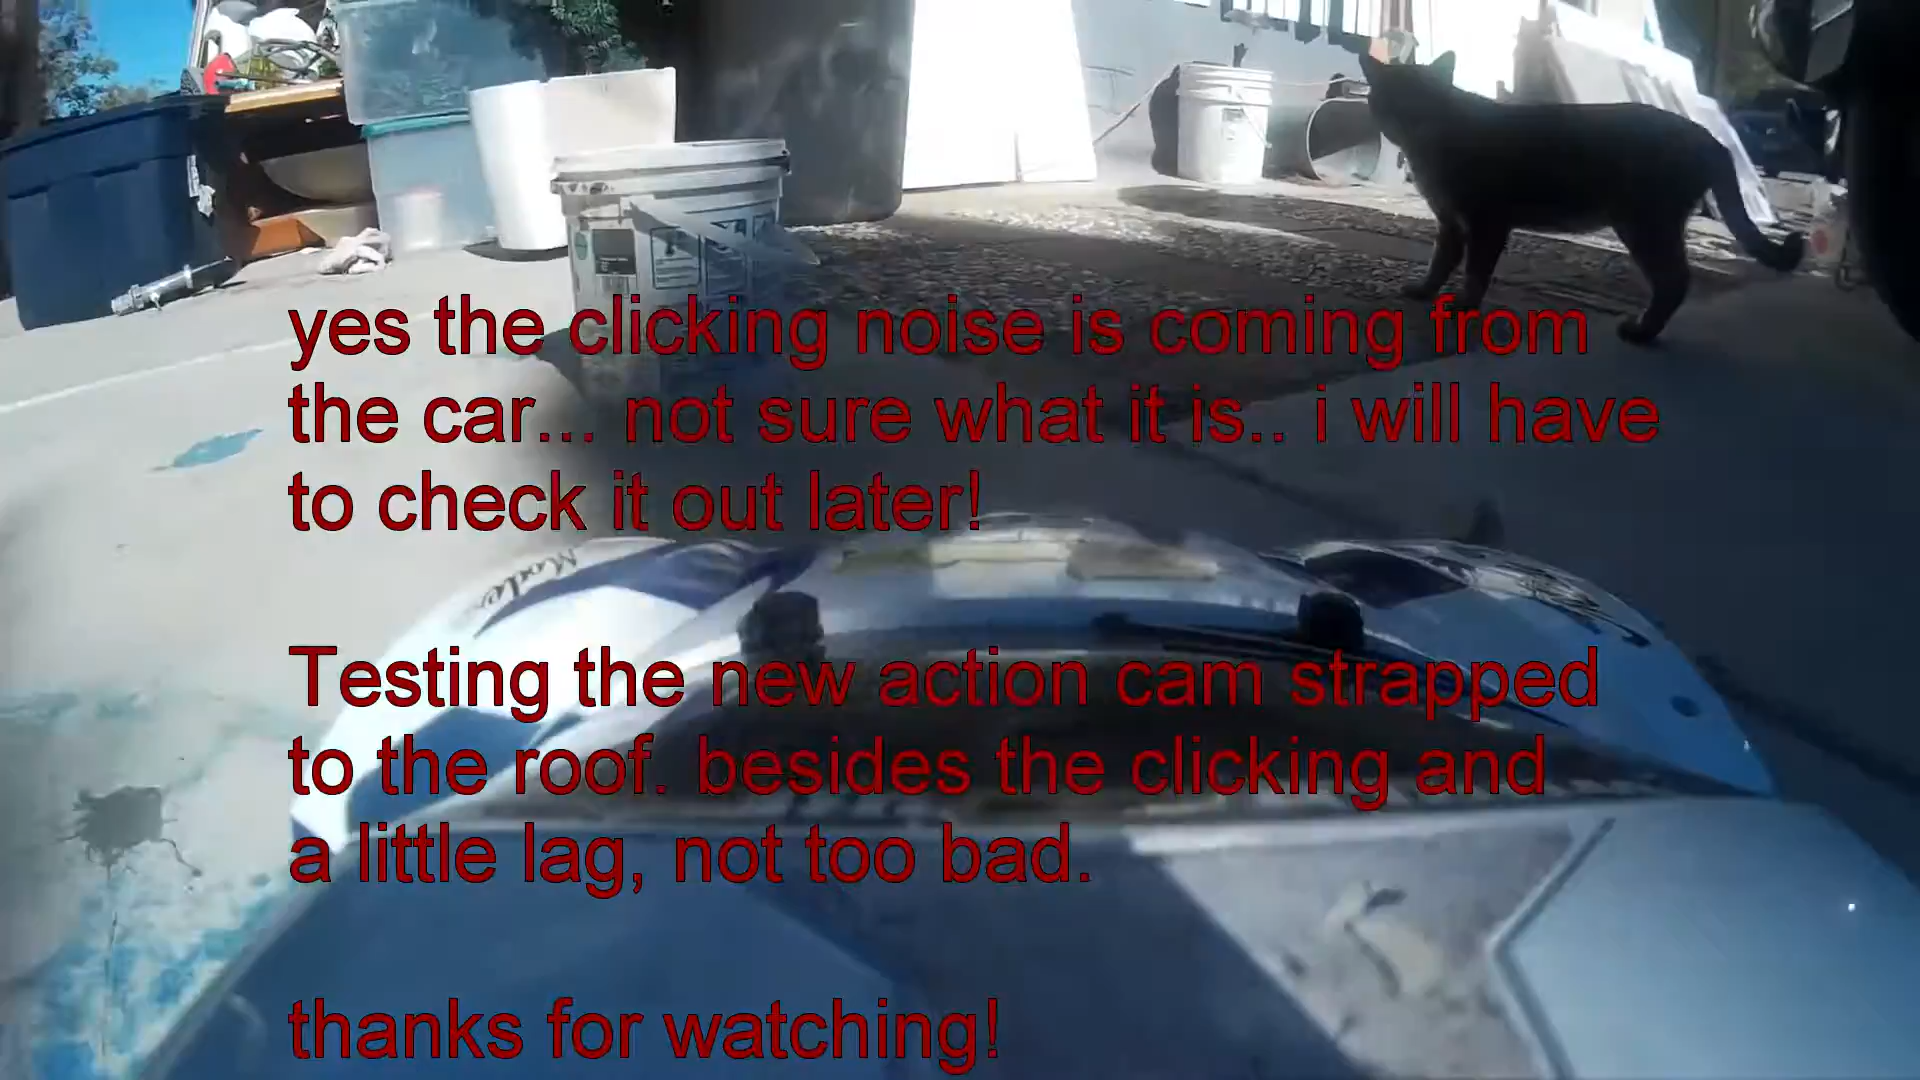 yes the clicking noise is coming from
the car... not sure what it is.. i will have
to check it out later!
Moder
Testing the new action cam strapped
to the roof. besides the clicking and
a little lag, not too bad.
thanks for watching!